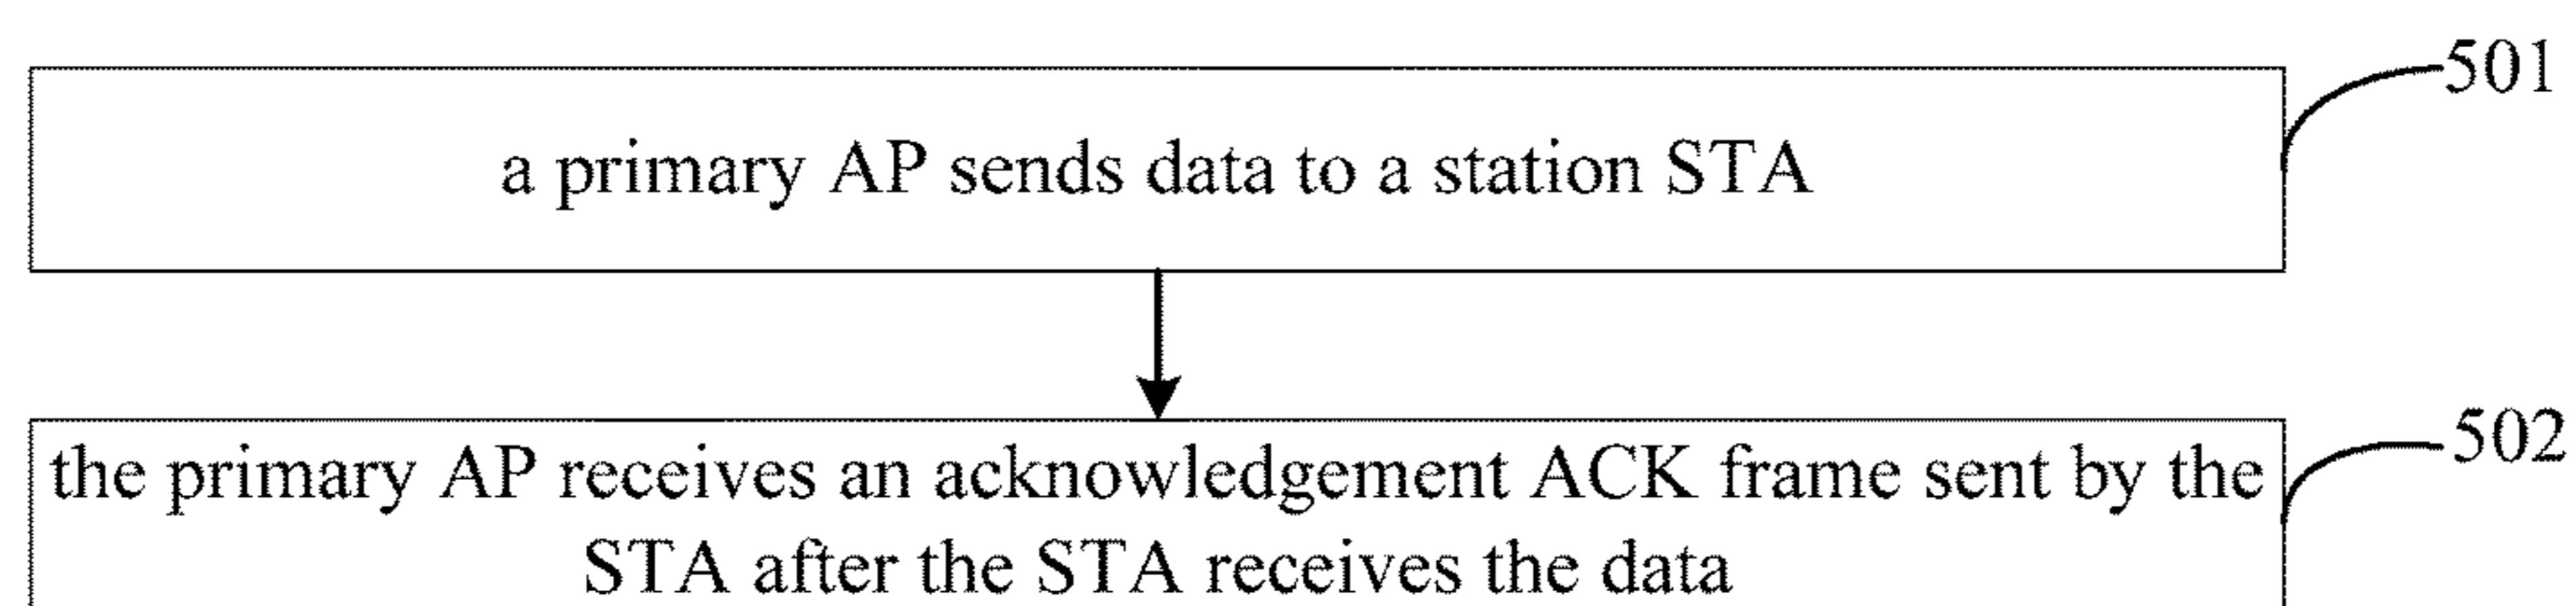 501
a primary AP sends data to a station STA
502
the primary AP receives an acknowledgement ACK frame sent by the
STA after the STA receives the data